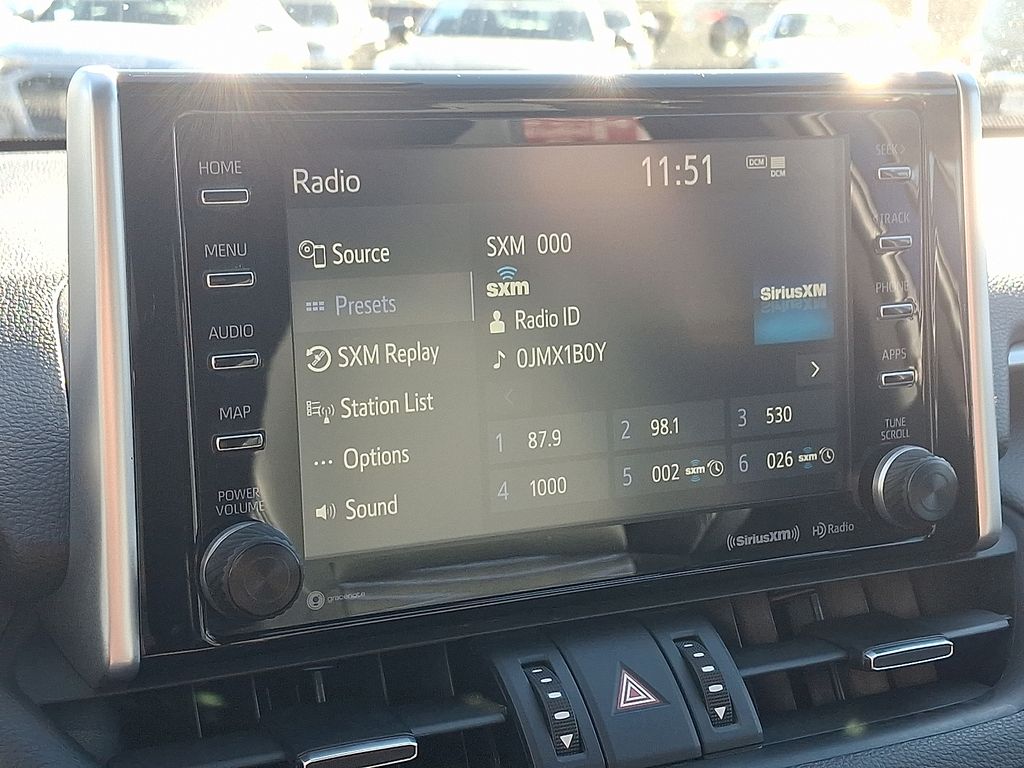 HOME
MENU
AUDIO
MAP
POWER
VOLUME
Radio
11:51
DCM
DCM
Source
Presets
SXM Replay
Station List
Options
Sound
SXM 000
sxm
Radio ID
0JMX1B0Y
SiriusXM
1 87.9
2 98.1
3 530
4 1000
5 002 sxm
6 026 sxm
SEEK >
< TRACK
PHONE
APPS
TUNE
SCROLL
((SiriusXM))
HD Radio
gracenote